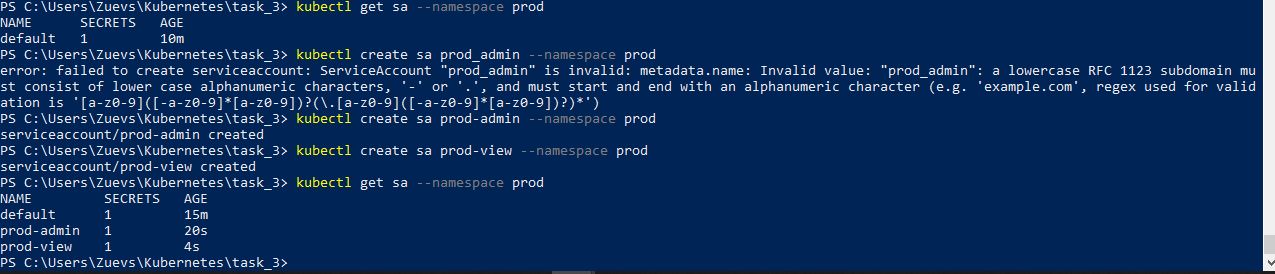 PS C:\Users\Zuevs\Kubernetes\task_3> kubectl get sa --namespace prod
NAME      SECRETS   AGE
default   1         10m
PS C:\Users\Zuevs\Kubernetes\task_3> kubectl create sa prod_admin --namespace prod
error: failed to create serviceaccount: ServiceAccount "prod_admin" is invalid: metadata.name: Invalid value: "prod_admin": a lowercase RFC 1123 subdomain mu
st consist of lower case alphanumeric characters, '-' or '.', and must start and end with an alphanumeric character (e.g. 'example.com', regex used for valid
ation is '[a-z0-9]([-a-z0-9]*[a-z0-9])?(\.[a-z0-9]([-a-z0-9]*[a-z0-9])?)*')
PS C:\Users\Zuevs\Kubernetes\task_3> kubectl create sa prod-admin --namespace prod
serviceaccount/prod-admin created
PS C:\Users\Zuevs\Kubernetes\task_3> kubectl create sa prod-view --namespace prod
serviceaccount/prod-view created
PS C:\Users\Zuevs\Kubernetes\task_3> kubectl get sa --namespace prod
NAME         SECRETS   AGE
default      1         15m
prod-admin   1         20s
prod-view    1         4s
PS C:\Users\Zuevs\Kubernetes\task_3>